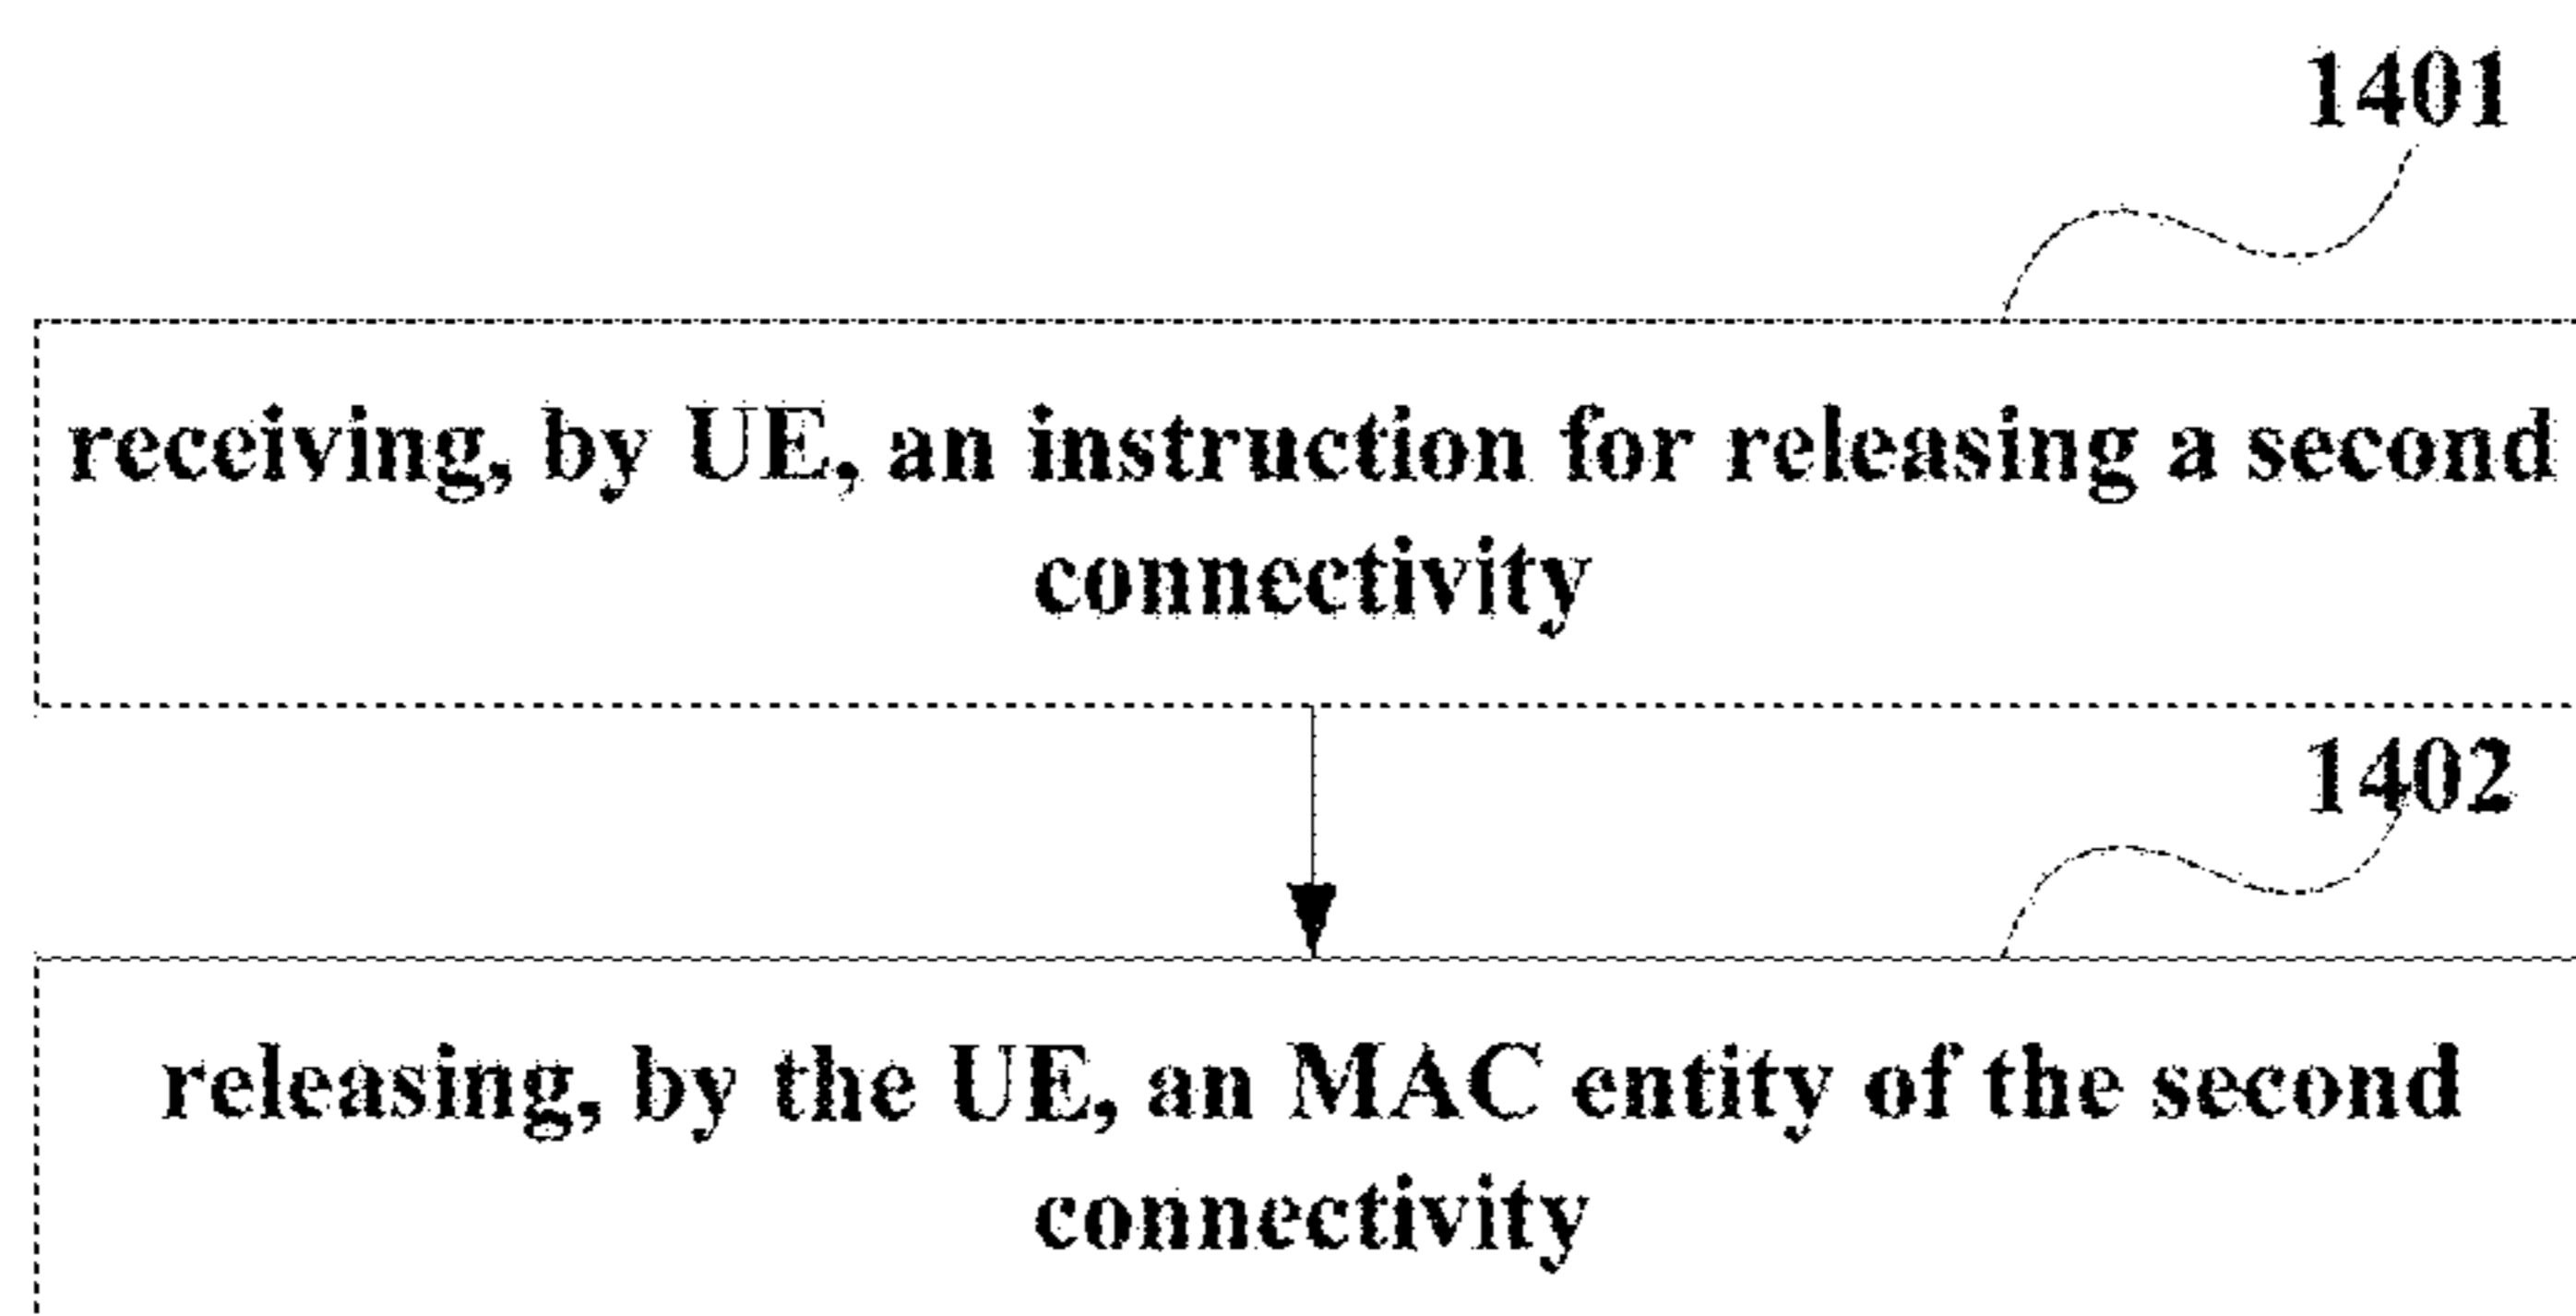 1401
receiving, by UE, an instruction for releasing a second
connectivity
1402
releasing, by the UE, an MAC entity of the second
connectivity